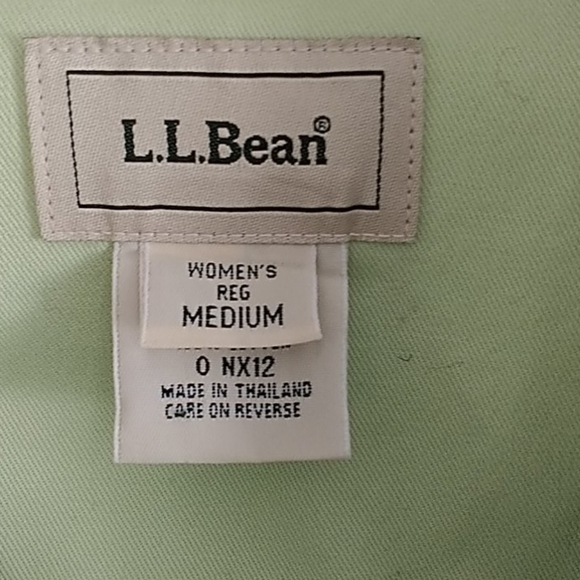 L.L.Bean®
WOMEN'S
REG
MEDIUM
0 NX12
MADE IN THAILAND
CARE ON REVERSE